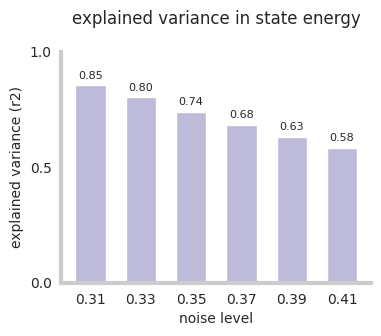 explained variance in state energy
explained variance (r2)
1.0
0.5
0.0
0.85
0.80
0.74
0.68
0.63
0.58
0.31 0.33 0.35 0.37 0.39 0.41
noise level